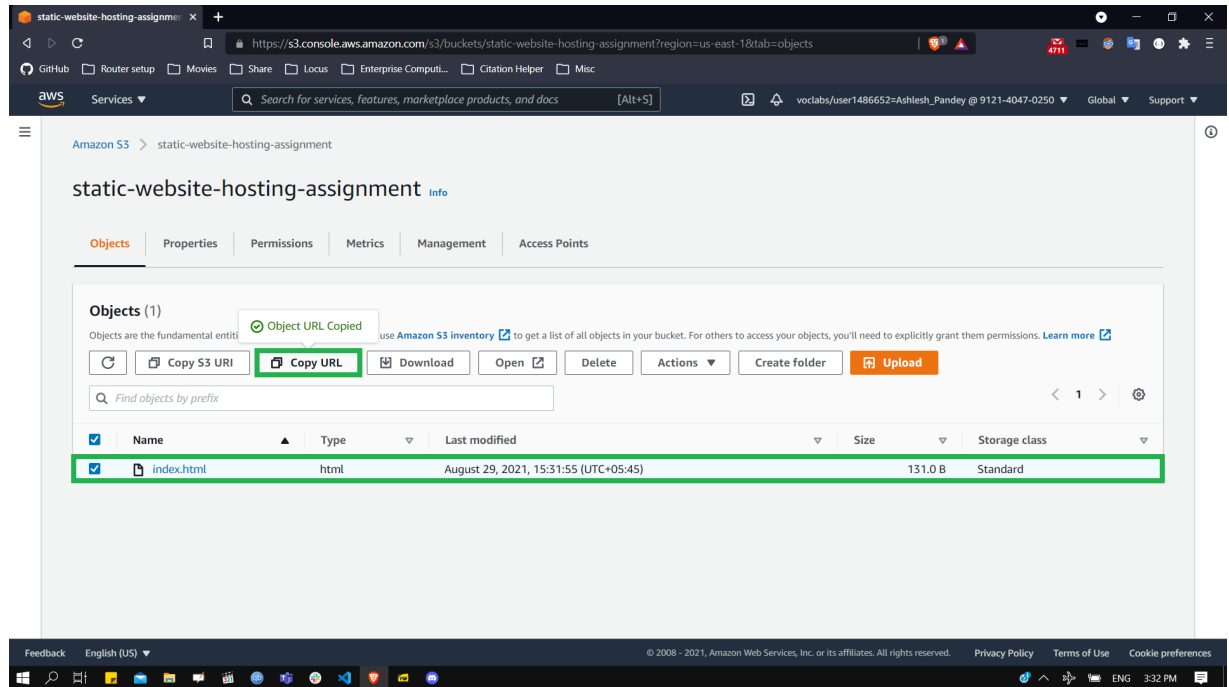 static-website-hosting-assignmer
https://s3.console.aws.amazon.com/s3/buckets/static-website-hosting-assignment?region=us-east-1&tab=objects
4711
GitHub Router setup Movies Share Locus Enterprise Computi... Citation Helper Misc
aws Services ▼ Search for services, features, marketplace products, and docs [Alt+S] voclabs/user1486652=Ashlesh_Pandey @ 9121-4047-0250 ▼ Global ▼ Support ▼
Amazon S3 > static-website-hosting-assignment
static-website-hosting-assignment Info
Objects Properties Permissions Metrics Management Access Points
Objects (1)
Object URL Copied
Objects are the fundamental entiti use Amazon S3 inventory to get a list of all objects in your bucket. For others to access your objects, you'll need to explicitly grant them permissions. Learn more
Copy S3 URI Copy URL Download Open Delete Actions ▼ Create folder Upload
Find objects by prefix < 1 >
Name ▲ Type Last modified Size Storage class
index.html html August 29, 2021, 15:31:55 (UTC+05:45) 131.0 B Standard
Feedback English (US) ▼ © 2008 - 2021, Amazon Web Services, Inc. or its affiliates. All rights reserved. Privacy Policy Terms of Use Cookie preferences
ENG 3:32 PM